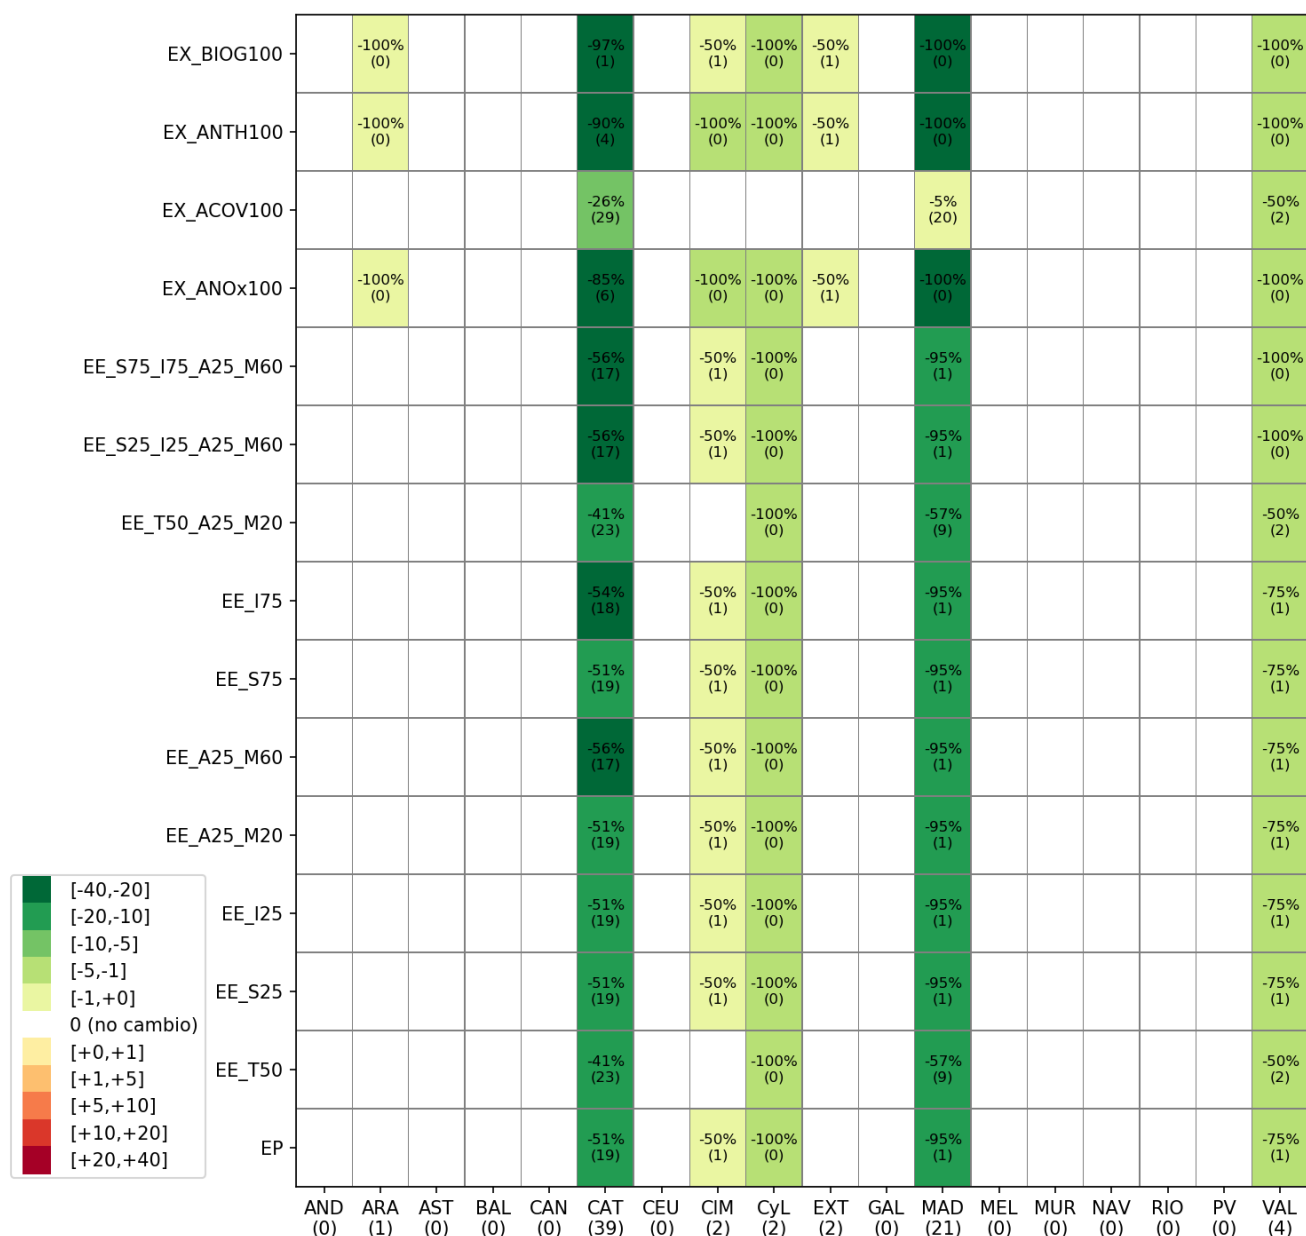 EX_BIOG100
-100% -97% -50% -100% -50% -100% -100%
(0) (1) (1) (0) (1) (0) (0)
EX_ANTH100
-100% -90% -100% -100% -50% -100% -100%
(0) (4) (0) (0) (1) (0) (0)
EX_ACOV100
-26% -5% -50%
(29) (20) (2)
EX_ANOx100
-100% -85% -100% -100% -50% -100% -100%
(0) (6) (0) (0) (1) (0) (0)
EE_S75_I75_A25_M60
-56% -50% -100% -95% -100%
(17) (1) (0) (1) (0)
EE_S25_I25_A25_M60
-56% -50% -100% -95% -100%
(17) (1) (0) (1) (0)
EE_T50_A25_M20
-41% -100% -57% -50%
(23) (0) (9) (2)
EE_I75
-54% -50% -100% -95% -75%
(18) (1) (0) (1) (1)
EE_S75
-51% -50% -100% -95% -75%
(19) (1) (0) (1) (1)
EE_A25_M60
-56% -50% -100% -95% -75%
(17) (1) (0) (1) (1)
EE_A25_M20
-51% -50% -100% -95% -75%
(19) (1) (0) (1) (1)
EE_I25
-51% -50% -100% -95% -75%
(19) (1) (0) (1) (1)
EE_S25
-51% -50% -100% -95% -75%
(19) (1) (0) (1) (1)
EE_T50
-41% -100% -57% -50%
(23) (0) (9) (2)
EP
-51% -50% -100% -95% -75%
(19) (1) (0) (1) (1)
[-40,-20]
[-20,-10]
[-10,-5]
[-5,-1]
[-1,+0]
0 (no cambio)
[+0,+1]
[+1,+5]
[+5,+10]
[+10,+20]
[+20,+40]
AND ARA AST BAL CAN CAT CEU ClM CyL EXT GAL MAD MEL MUR NAV RIO PV VAL
(0) (1) (0) (0) (0) (39) (0) (2) (2) (2) (0) (21) (0) (0) (0) (0) (0) (4)